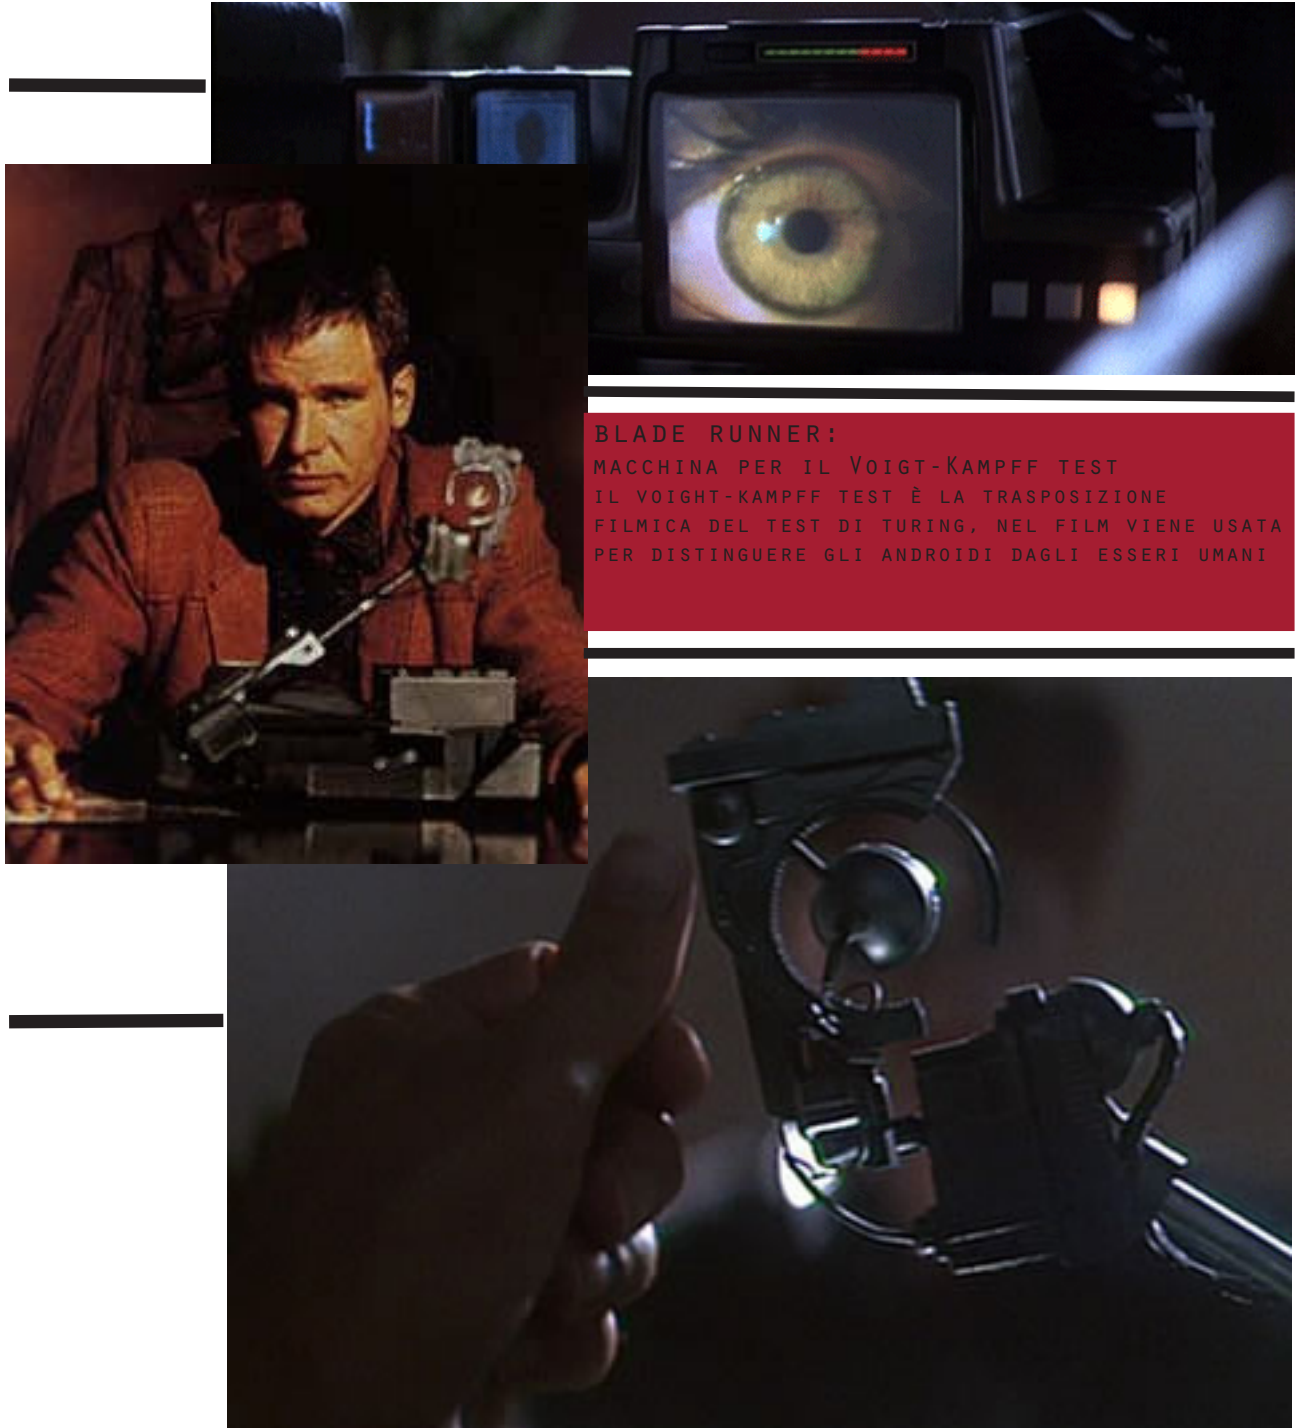 BLADE RUNNER:
MACCHINA PER IL VOIGT-KAMPFF TEST
IL VOIGHT-KAMPFF TEST È LA TRASPOSIZIONE
FILMICA DEL TEST DI TURING, NEL FILM VIENE USATA
PER DISTINGUERE GLI ANDROIDI DAGLI ESSERI UMANI